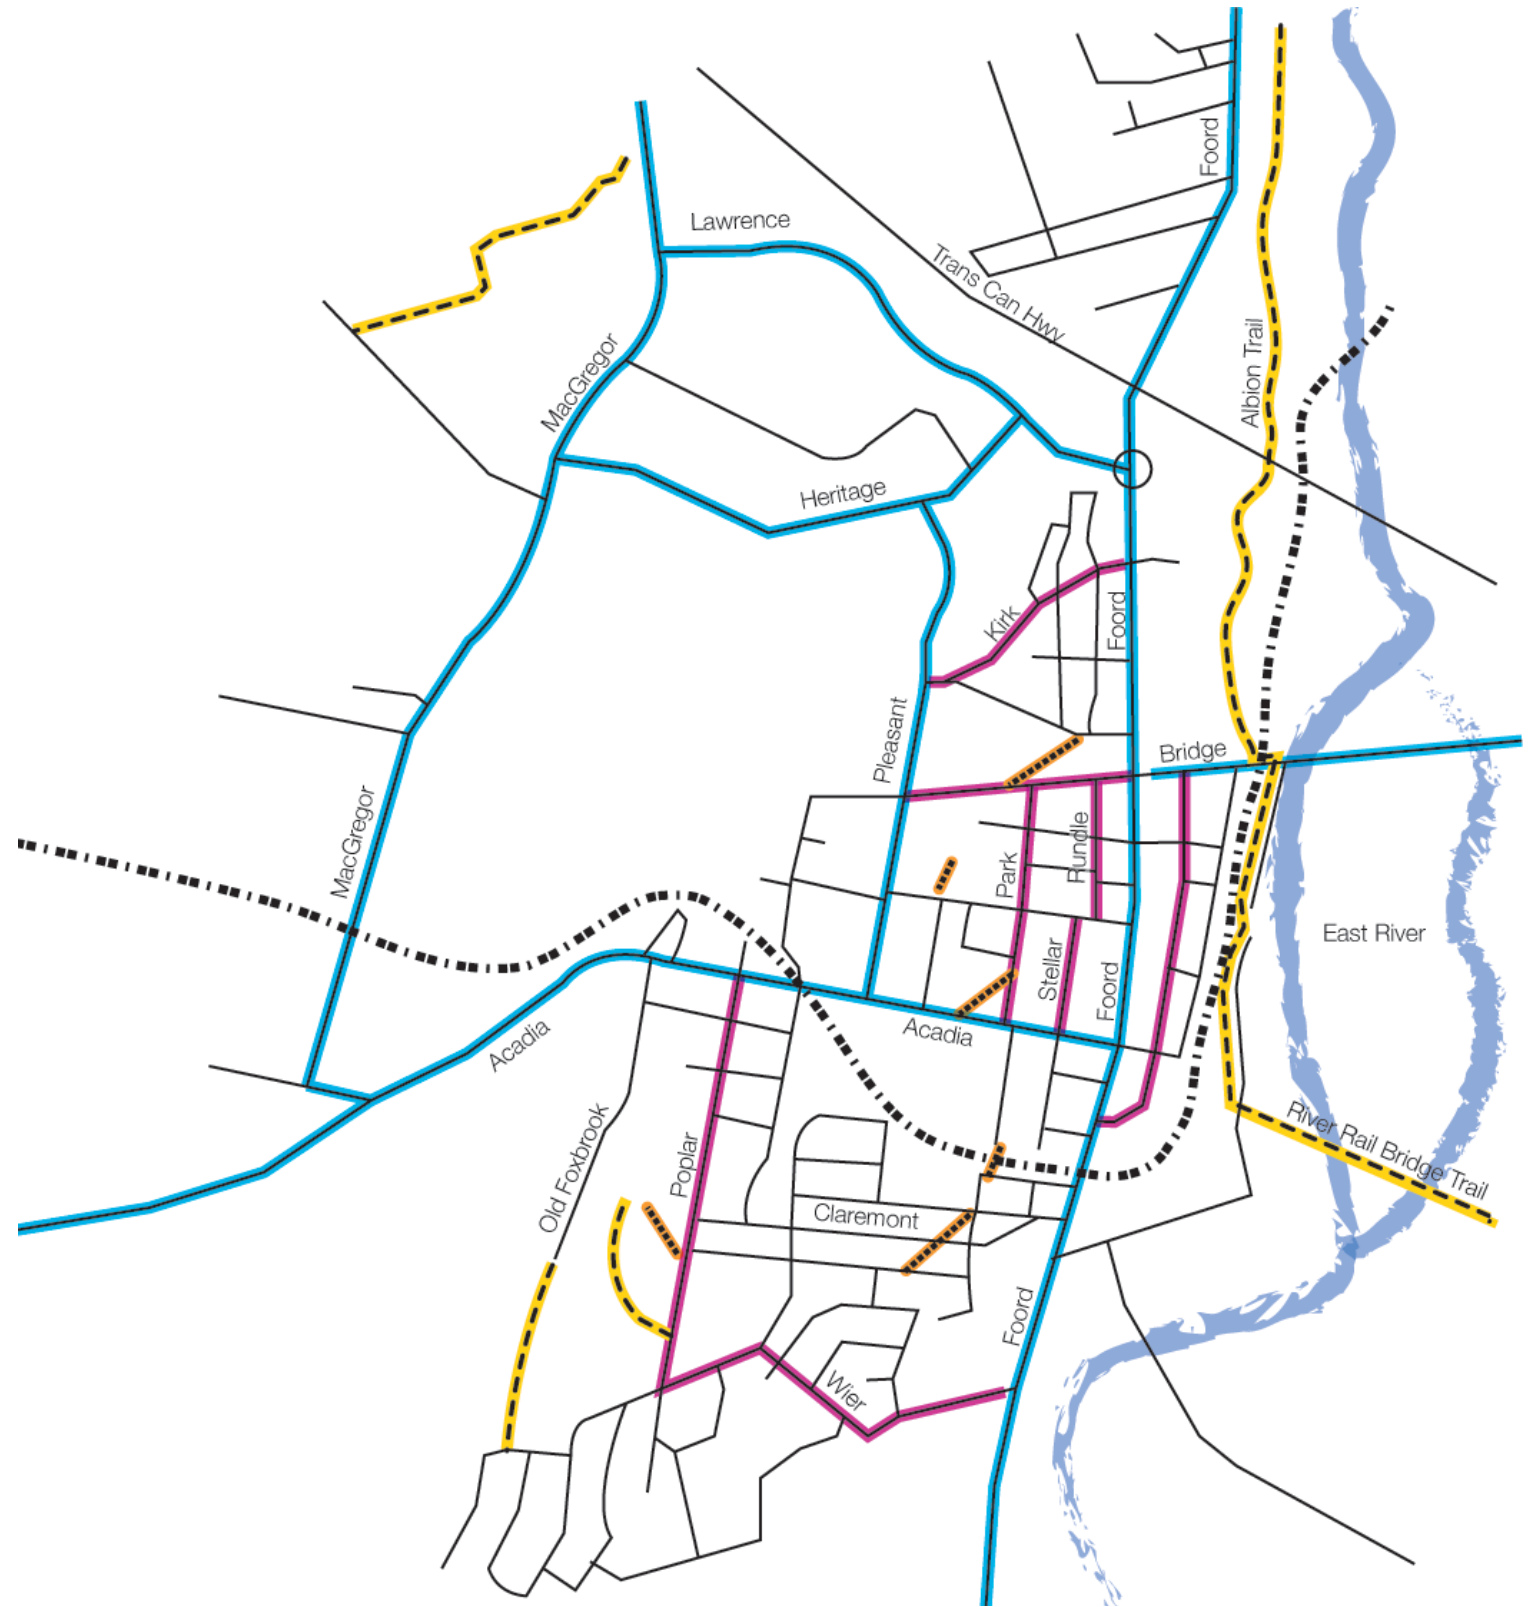 Foord
Lawrence
Trans Can Hwy
Albion Trail
MacGregor
Heritage
Kirk
Foord
Pleasant
Bridge
MacGregor
Rundle
Park
East River
Stellar
Foord
Acadia
Acadia
Old Foxbrook
River Rail Bridge Trail
Poplar
Claremont
Foord
Wier